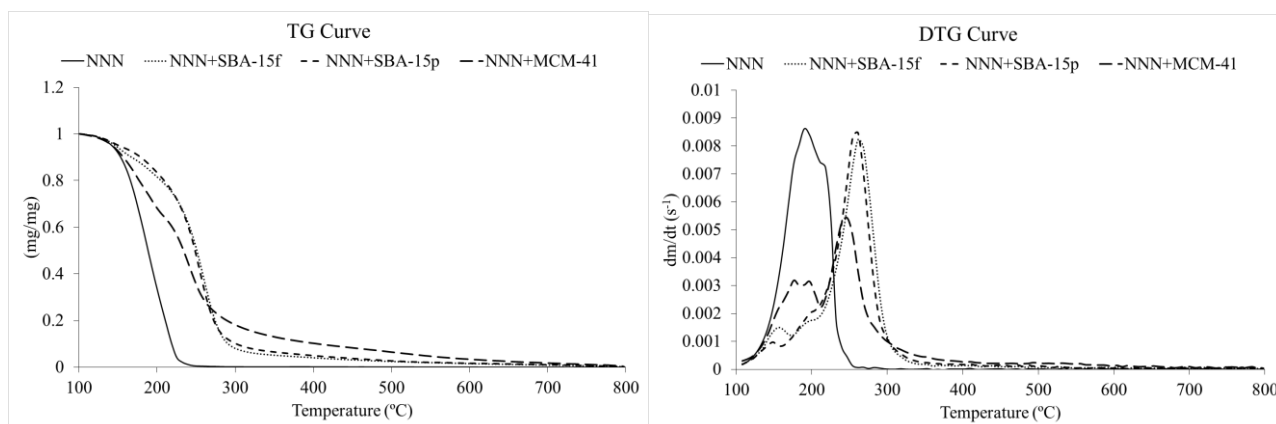 TG Curve
NNN NNN+SBA-15f NNN+SBA-15p NNN+MCM-41
1.2
1
0.8
0.6
0.4
0.2
0
(mg/mg)
100 200 300 400 500 600 700 800
Temperature (ºC)
DTG Curve
NNN NNN+SBA-15f NNN+SBA-15p NNN+MCM-41
0.01
0.009
0.008
0.007
0.006
0.005
0.004
0.003
0.002
0.001
0
dm/dt (s⁻¹)
100 200 300 400 500 600 700 800
Temperature (ºC)